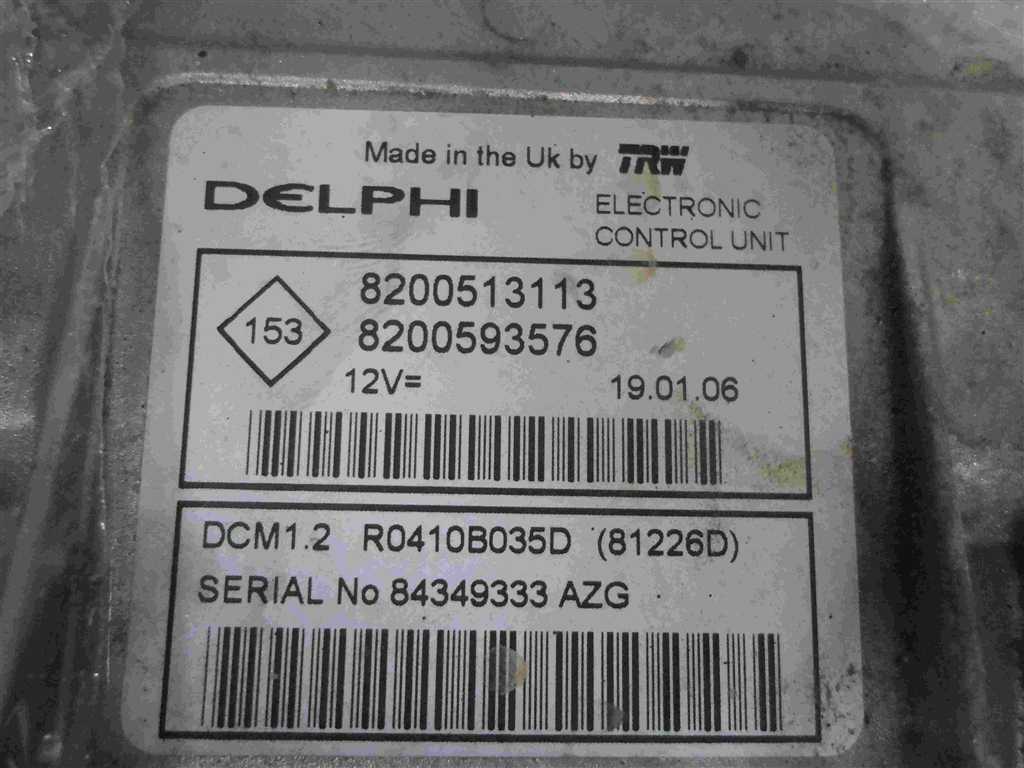 Made in the Uk by TRW
DELPHI
ELECTRONIC
CONTROL UNIT
153
8200513113
8200593576
12V=
19.01.06
DCM1.2 R0410B035D (81226D)
SERIAL No 84349333 AZG